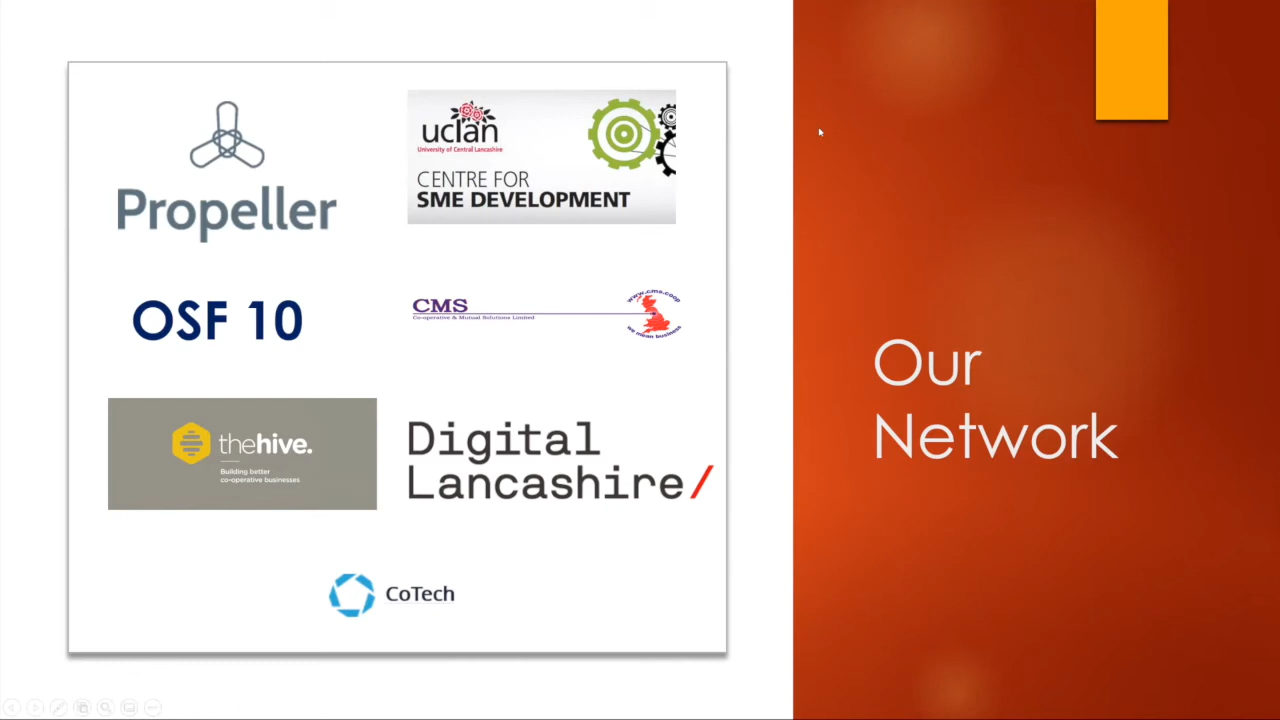 Propeller
uclan
University of Central Lancashire
CENTRE FOR
SME DEVELOPMENT
OSF 10
CMS
Co-operative & Mutual Solutions Limited
www.cms.coop
we mean business
thehive.
Building better
co-operative businesses
Digital
Lancashire/
CoTech
Our
Network